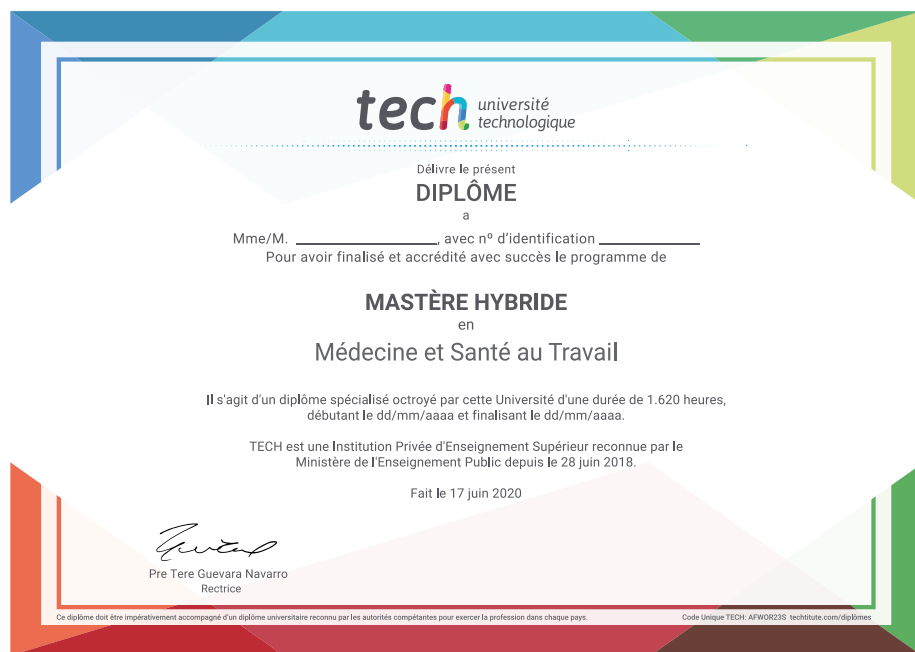 tech université
technologique
Délivre le présent
DIPLÔME
a
Mme/M. _______________, avec nº d'identification ___________
Pour avoir finalisé et accrédité avec succès le programme de
MASTÈRE HYBRIDE
en
Médecine et Santé au Travail
Il s'agit d'un diplôme spécialisé octroyé par cette Université d'une durée de 1.620 heures,
débutant le dd/mm/aaaa et finalisant le dd/mm/aaaa.
TECH est une Institution Privée d'Enseignement Supérieur reconnue par le
Ministère de l'Enseignement Public depuis le 28 juin 2018.
Fait le 17 juin 2020
Pre Tere Guevara Navarro
Rectrice
Ce diplôme doit être impérativement accompagné d'un diplôme universitaire reconnu par les autorités compétentes pour exercer la profession dans chaque pays.
Code Unique TECH: AFWOR23S techtitute.com/diplômes